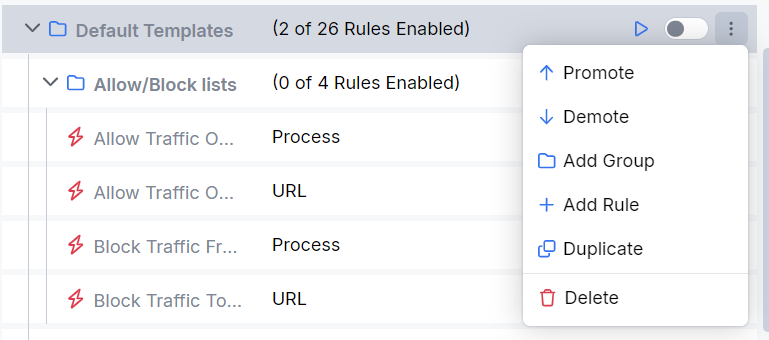 Default Templates (2 of 26 Rules Enabled)
Allow/Block lists (0 of 4 Rules Enabled)
Allow Traffic O... Process
Allow Traffic O... URL
Block Traffic Fr... Process
Block Traffic To... URL
Promote
Demote
Add Group
Add Rule
Duplicate
Delete